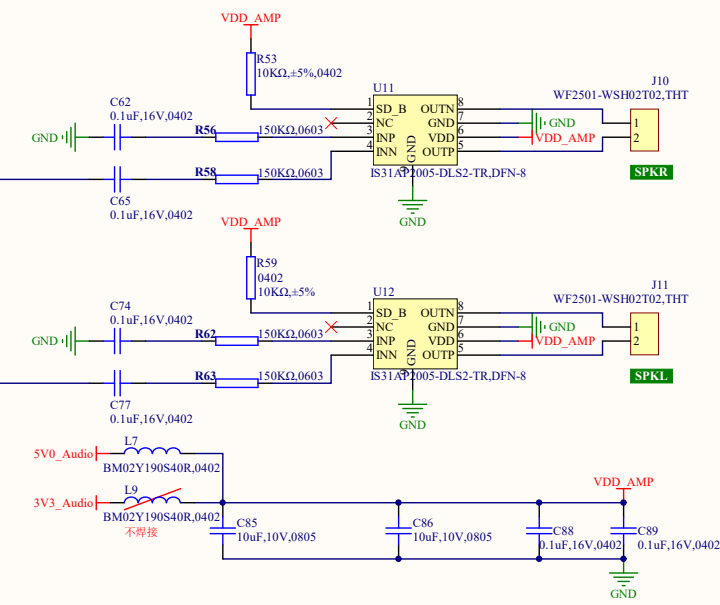 VDD_AMP
R53
10KΩ,±5%,0402
C62
0.1uF,16V,0402
GND
R56
150KΩ,0603
R58
150KΩ,0603
C65
0.1uF,16V,0402
U11
1 SD_B OUTN 8
2 NC GND 7
3 INP VDD 6
4 INN OUTP 5
9 GND
IS31AP2005-DLS2-TR,DFN-8
GND
GND
VDD_AMP
J10
WF2501-WSH02T02,THT
1
2
SPKR
VDD_AMP
R59
0402
10KΩ,±5%
C74
0.1uF,16V,0402
GND
R62
150KΩ,0603
R63
150KΩ,0603
C77
0.1uF,16V,0402
U12
1 SD_B OUTN 8
2 NC GND 7
3 INP VDD 6
4 INN OUTP 5
9 GND
IS31AP2005-DLS2-TR,DFN-8
GND
GND
VDD_AMP
J11
WF2501-WSH02T02,THT
1
2
SPKL
5V0_Audio
L7
BM02Y190S40R,0402
3V3_Audio
L9
BM02Y190S40R,0402
不焊接
C85
10uF,10V,0805
C86
10uF,10V,0805
C88
0.1uF,16V,0402
VDD_AMP
C89
0.1uF,16V,0402
GND